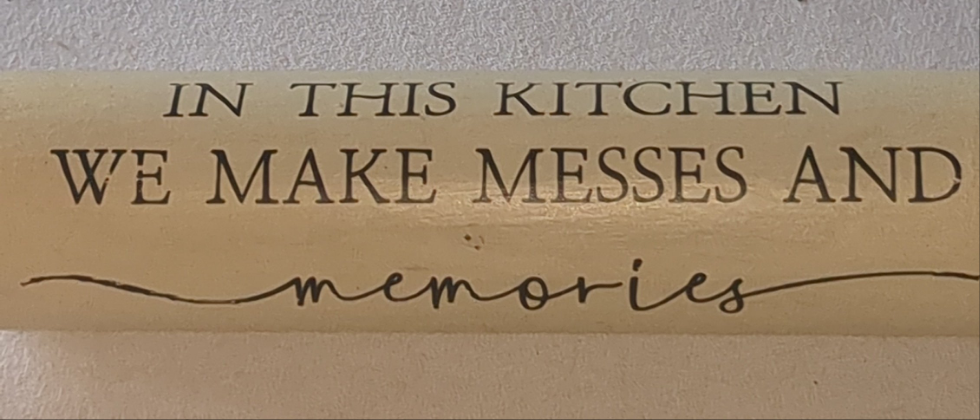 IN THIS KITCHEN
WE MAKE MESSES AND
memories